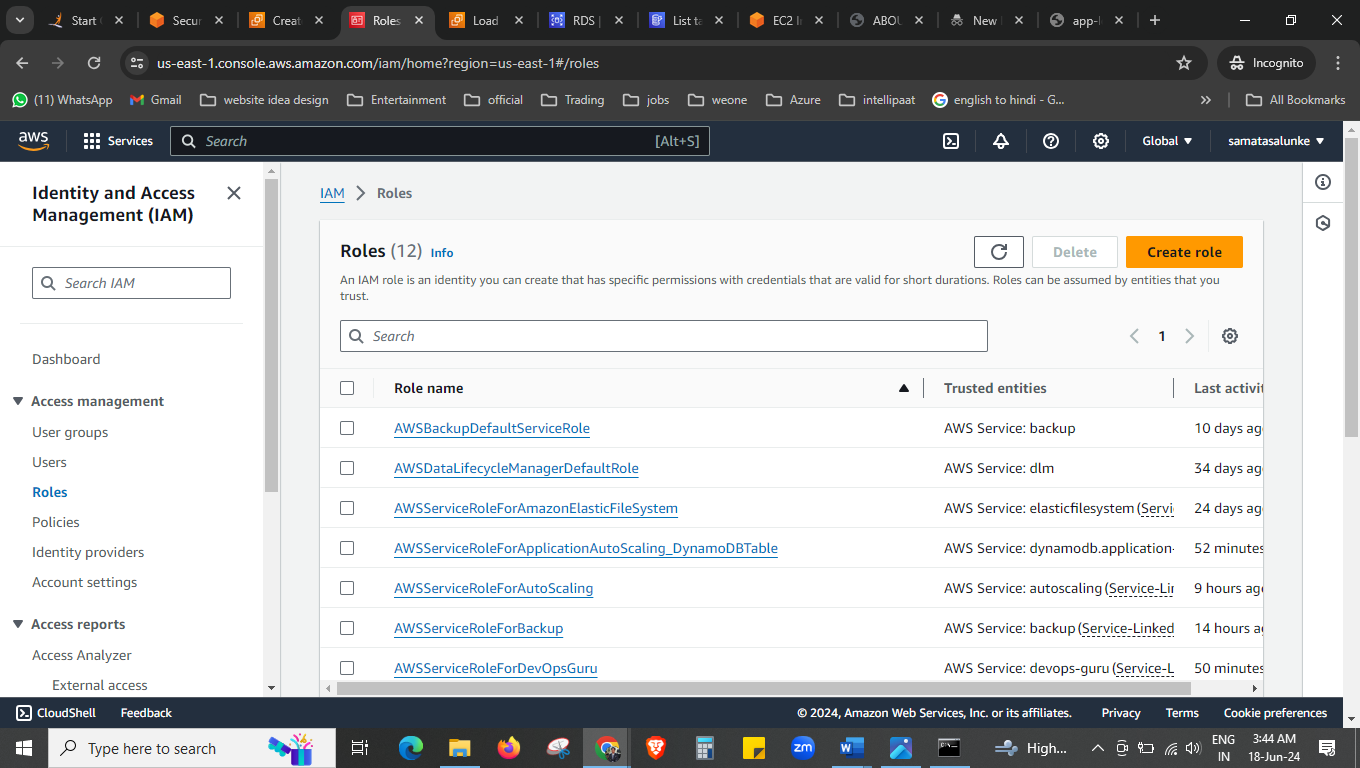 Start
Secur
Creat
Roles
Load
RDS |
List ta
EC2 I
ABOU
New
app-l
us-east-1.console.aws.amazon.com/iam/home?region=us-east-1#/roles
Incognito
(11) WhatsApp
Gmail
website idea design
Entertainment
official
Trading
jobs
weone
Azure
intellipaat
english to hindi - G...
All Bookmarks
aws
Services
Search
[Alt+S]
Global
samatasalunke
Identity and Access
Management (IAM)
Search IAM
Dashboard
Access management
User groups
Users
Roles
Policies
Identity providers
Account settings
Access reports
Access Analyzer
External access
IAM > Roles
Roles (12) Info
Delete
Create role
An IAM role is an identity you can create that has specific permissions with credentials that are valid for short durations. Roles can be assumed by entities that you
trust.
Search
1
Role name Trusted entities Last activit
AWSBackupDefaultServiceRole AWS Service: backup 10 days ago
AWSDataLifecycleManagerDefaultRole AWS Service: dlm 34 days ago
AWSServiceRoleForAmazonElasticFileSystem AWS Service: elasticfilesystem (Servi 24 days ago
AWSServiceRoleForApplicationAutoScaling_DynamoDBTable AWS Service: dynamodb.application- 52 minutes
AWSServiceRoleForAutoScaling AWS Service: autoscaling (Service-Lin 9 hours ago
AWSServiceRoleForBackup AWS Service: backup (Service-Linked 14 hours a
AWSServiceRoleForDevOpsGuru AWS Service: devops-guru (Service-L 50 minutes
CloudShell
Feedback
© 2024, Amazon Web Services, Inc. or its affiliates.
Privacy
Terms
Cookie preferences
Type here to search
zm
High...
ENG
IN
3:44 AM
18-Jun-24